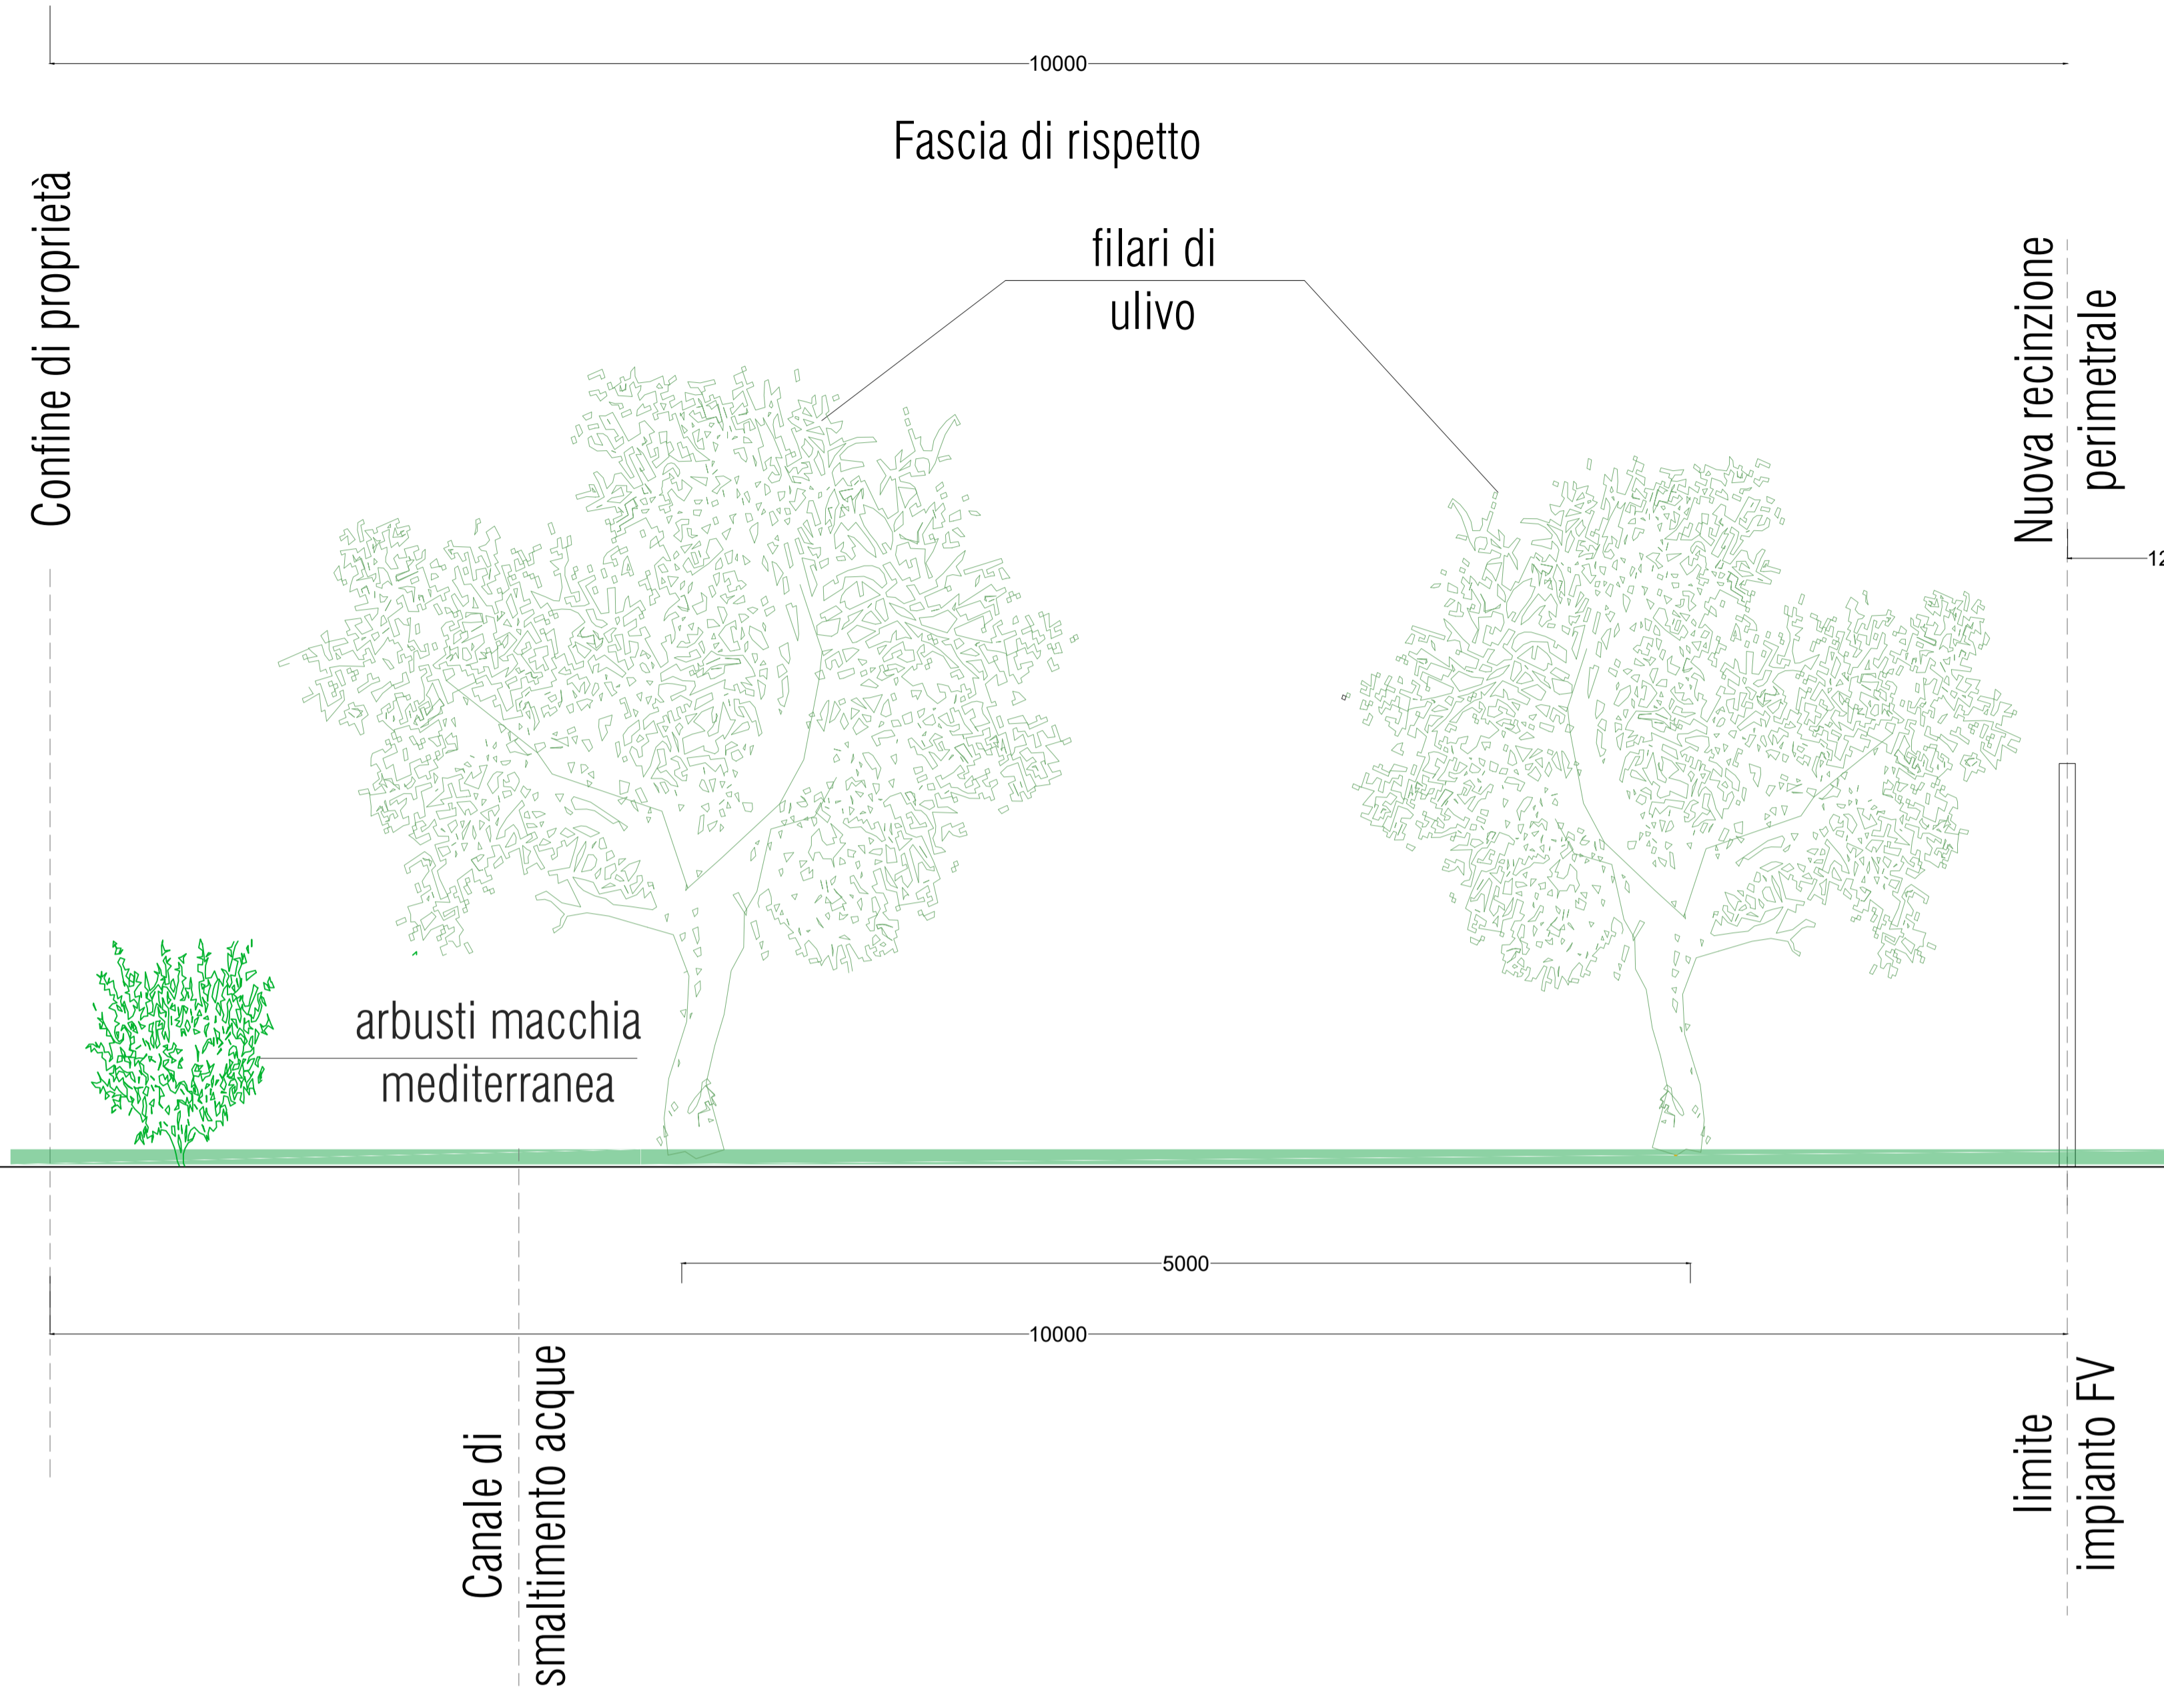 10000
Fascia di rispetto
Confine di proprietà
filari di
ulivo
Nuova recinzione
perimetrale
12
arbusti macchia
mediterranea
5000
10000
Canale di
smaltimento acque
limite
impianto FV